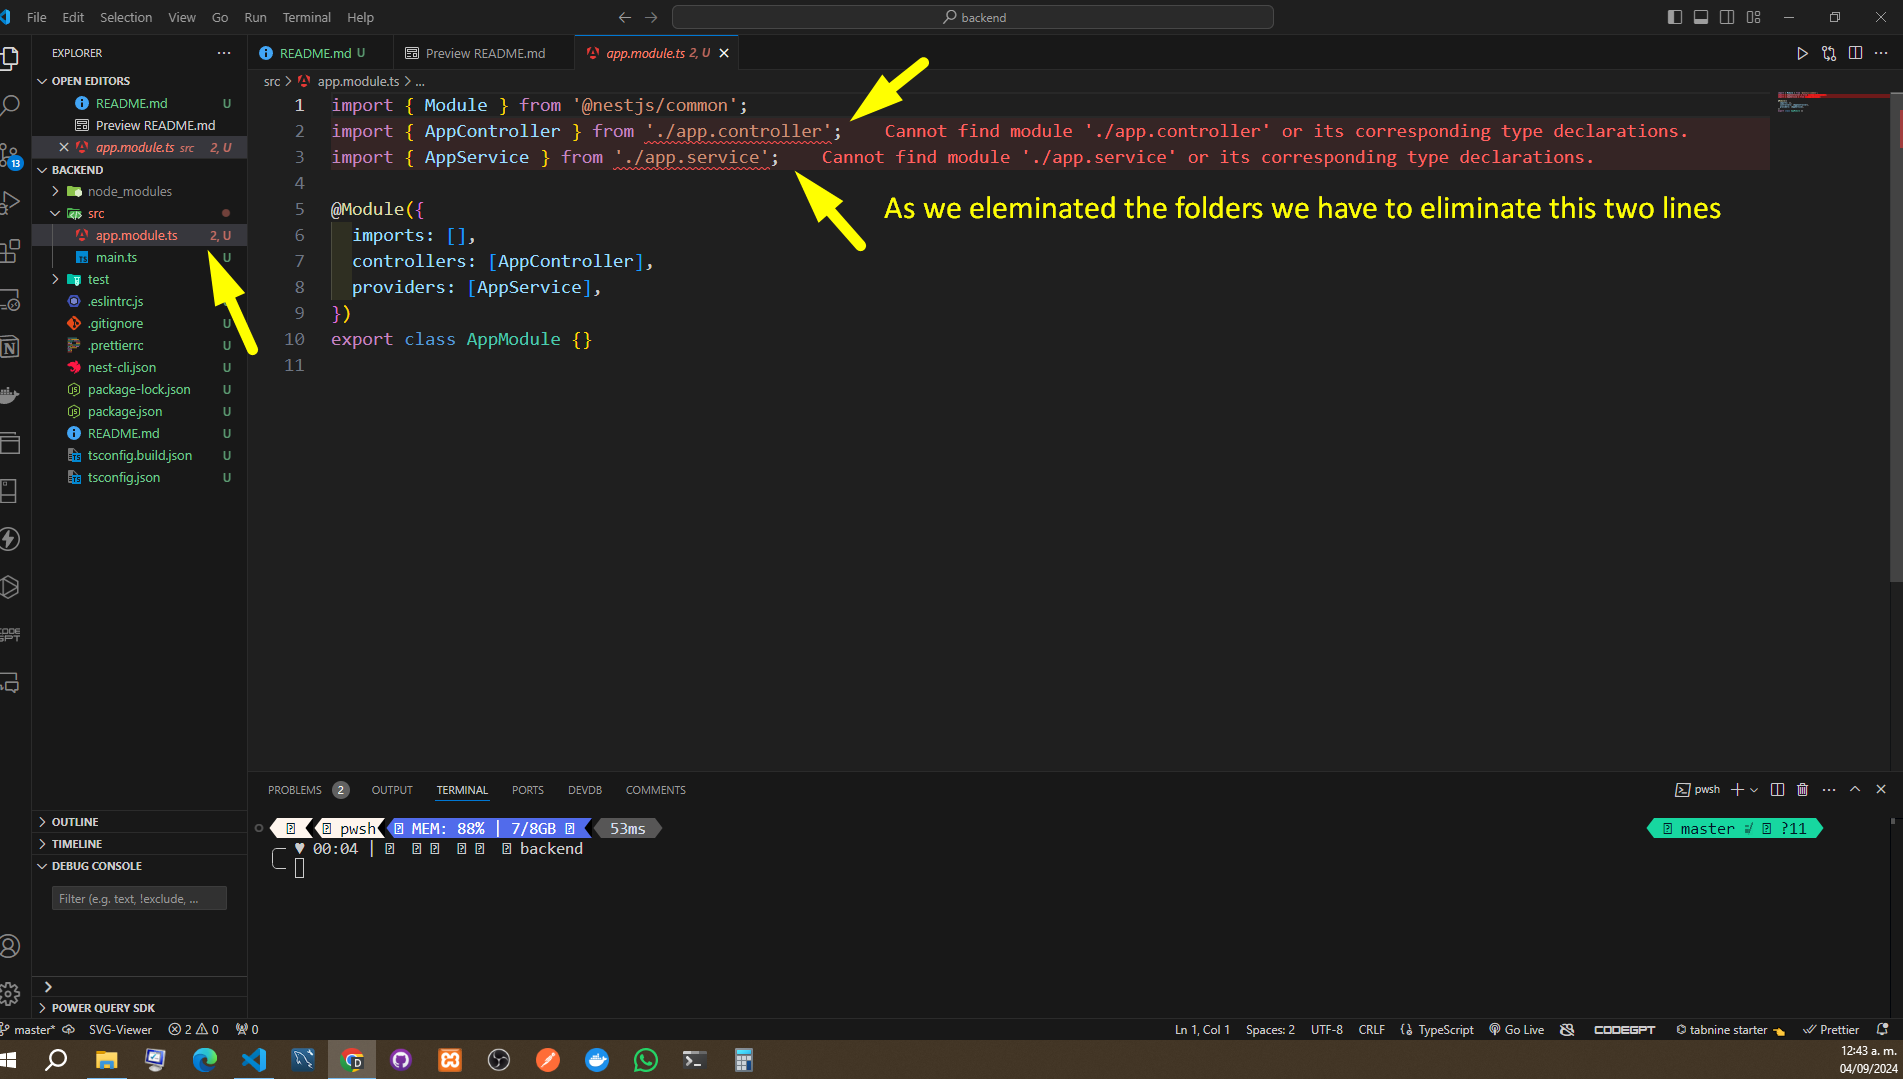 File Edit Selection View Go Run Terminal Help
backend
EXPLORER
OPEN EDITORS
README.md U
Preview README.md
app.module.ts src 2, U
BACKEND
node_modules
src
app.module.ts 2, U
main.ts U
test
.eslintrc.js
.gitignore U
.prettierrc U
nest-cli.json U
package-lock.json U
package.json U
README.md U
tsconfig.build.json U
tsconfig.json U
OUTLINE
TIMELINE
DEBUG CONSOLE
Filter (e.g. text, !exclude, ...
POWER QUERY SDK
13
README.md U
Preview README.md
app.module.ts 2, U
src > app.module.ts > ...
1 import { Module } from '@nestjs/common';
2 import { AppController } from './app.controller'; Cannot find module './app.controller' or its corresponding type declarations.
3 import { AppService } from './app.service'; Cannot find module './app.service' or its corresponding type declarations.
4
As we eleminated the folders we have to eliminate this two lines
5 @Module({
6 imports: [],
7 controllers: [AppController],
8 providers: [AppService],
9 })
10 export class AppModule {}
11
PROBLEMS 2 OUTPUT TERMINAL PORTS DEVDB COMMENTS
pwsh
pwsh MEM: 88% | 7/8GB 53ms
master ?11
♥ 00:04 | backend
master* SVG-Viewer 2 0 0
Ln 1, Col 1 Spaces: 2 UTF-8 CRLF TypeScript Go Live CODEGPT tabnine starter Prettier
12:43 a. m.
04/09/2024